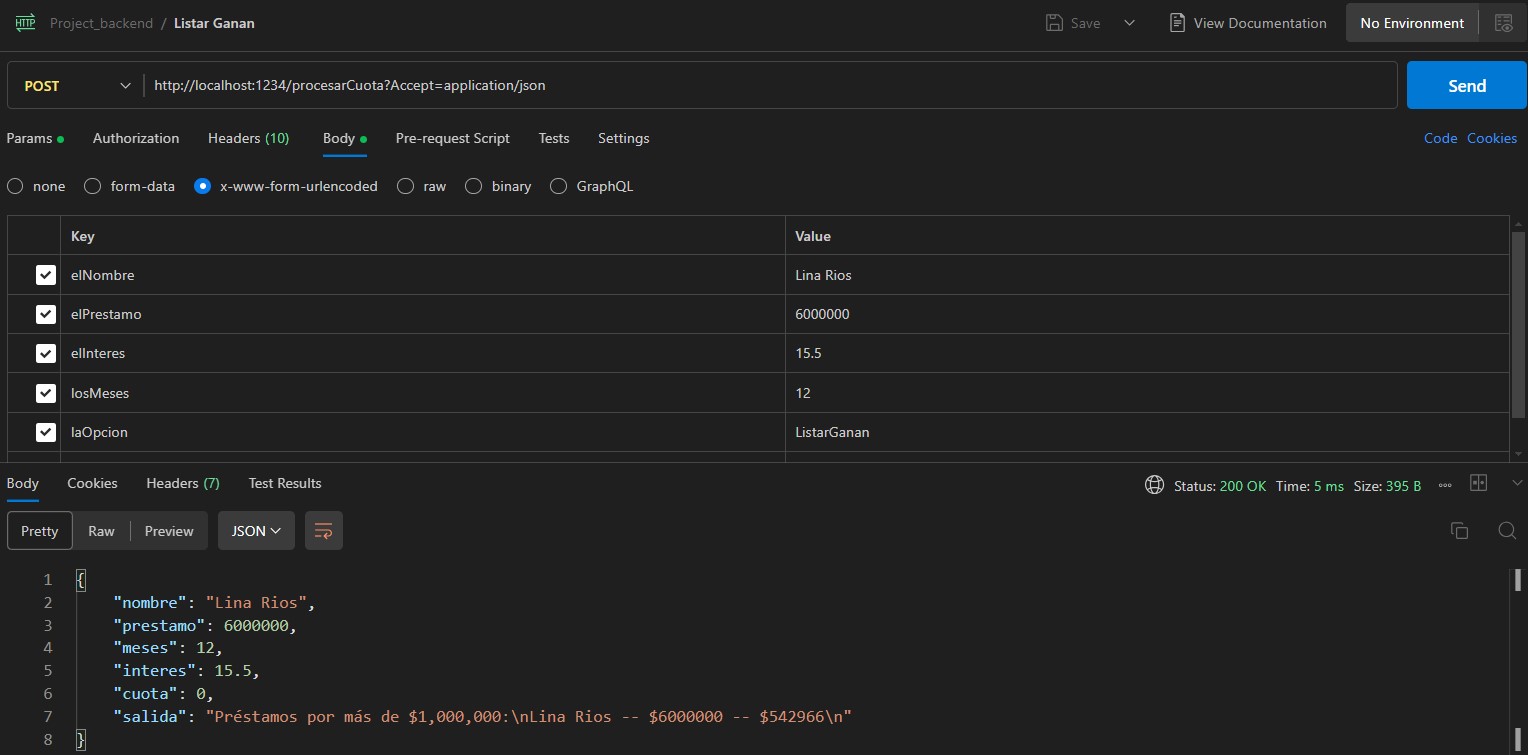 HTTP Project_backend / Listar Ganan Save View Documentation No Environment
POST http://localhost:1234/procesarCuota?Accept=application/json Send
Params Authorization Headers (10) Body Pre-request Script Tests Settings Code Cookies
none form-data x-www-form-urlencoded raw binary GraphQL
Key Value
elNombre Lina Rios
elPrestamo 6000000
elInteres 15.5
losMeses 12
laOpcion ListarGanan
Body Cookies Headers (7) Test Results Status: 200 OK Time: 5 ms Size: 395 B
Pretty Raw Preview JSON
1 {
2 "nombre": "Lina Rios",
3 "prestamo": 6000000,
4 "meses": 12,
5 "interes": 15.5,
6 "cuota": 0,
7 "salida": "Préstamos por más de $1,000,000:\nLina Rios -- $6000000 -- $542966\n"
8 }